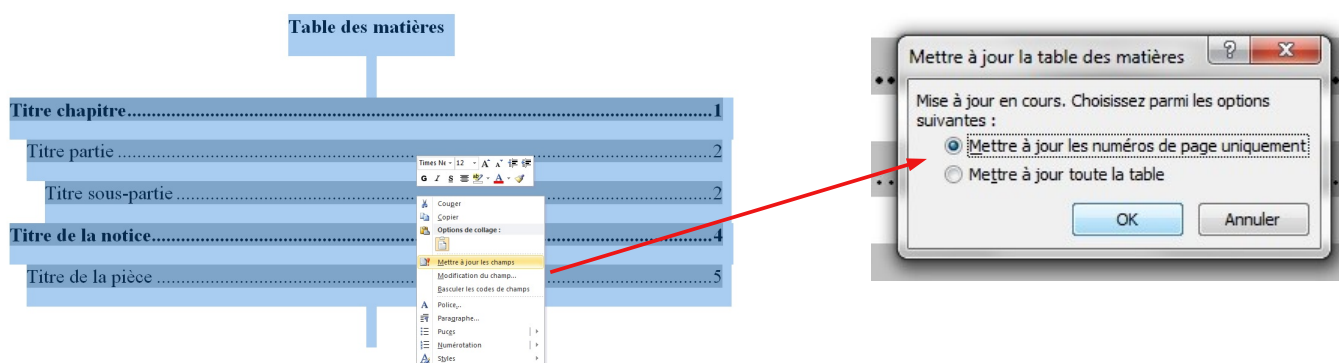 Table des matières
Titre chapitre.....1
Titre partie.....2
Titre sous-partie.....2
Titre de la notice.....4
Titre de la pièce.....5
Times Ne 12 A A
G I S A
Couper
Copier
Options de collage :
Mettre à jour les champs
Modification du champ...
Basculer les codes de champs
A Police...
Paragraphe...
Puces
Numérotation
A Styles
Mettre à jour la table des matières
Mise à jour en cours. Choisissez parmi les options
suivantes :
Mettre à jour les numéros de page uniquement
Mettre à jour toute la table
OK Annuler